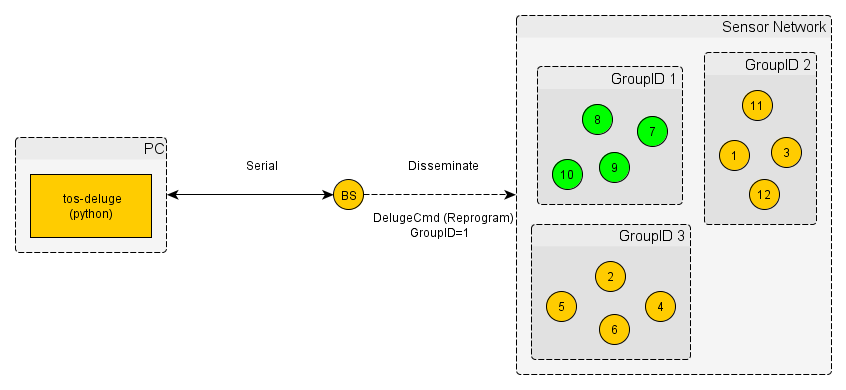 Sensor Network
GroupID 1
GroupID 2
8
7
10
9
11
1
3
12
PC
tos-deluge
(python)
Serial
BS
Disseminate
DelugeCmd (Reprogram)
GroupID=1
GroupID 3
2
5
4
6